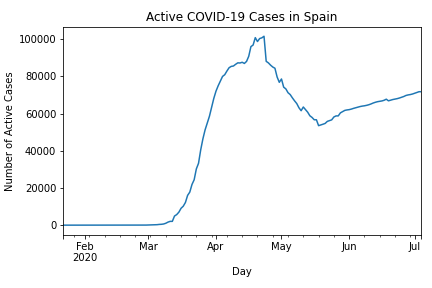 Active COVID-19 Cases in Spain
Number of Active Cases
100000
80000
60000
40000
20000
0
Feb Mar Apr May Jun Jul
2020
Day